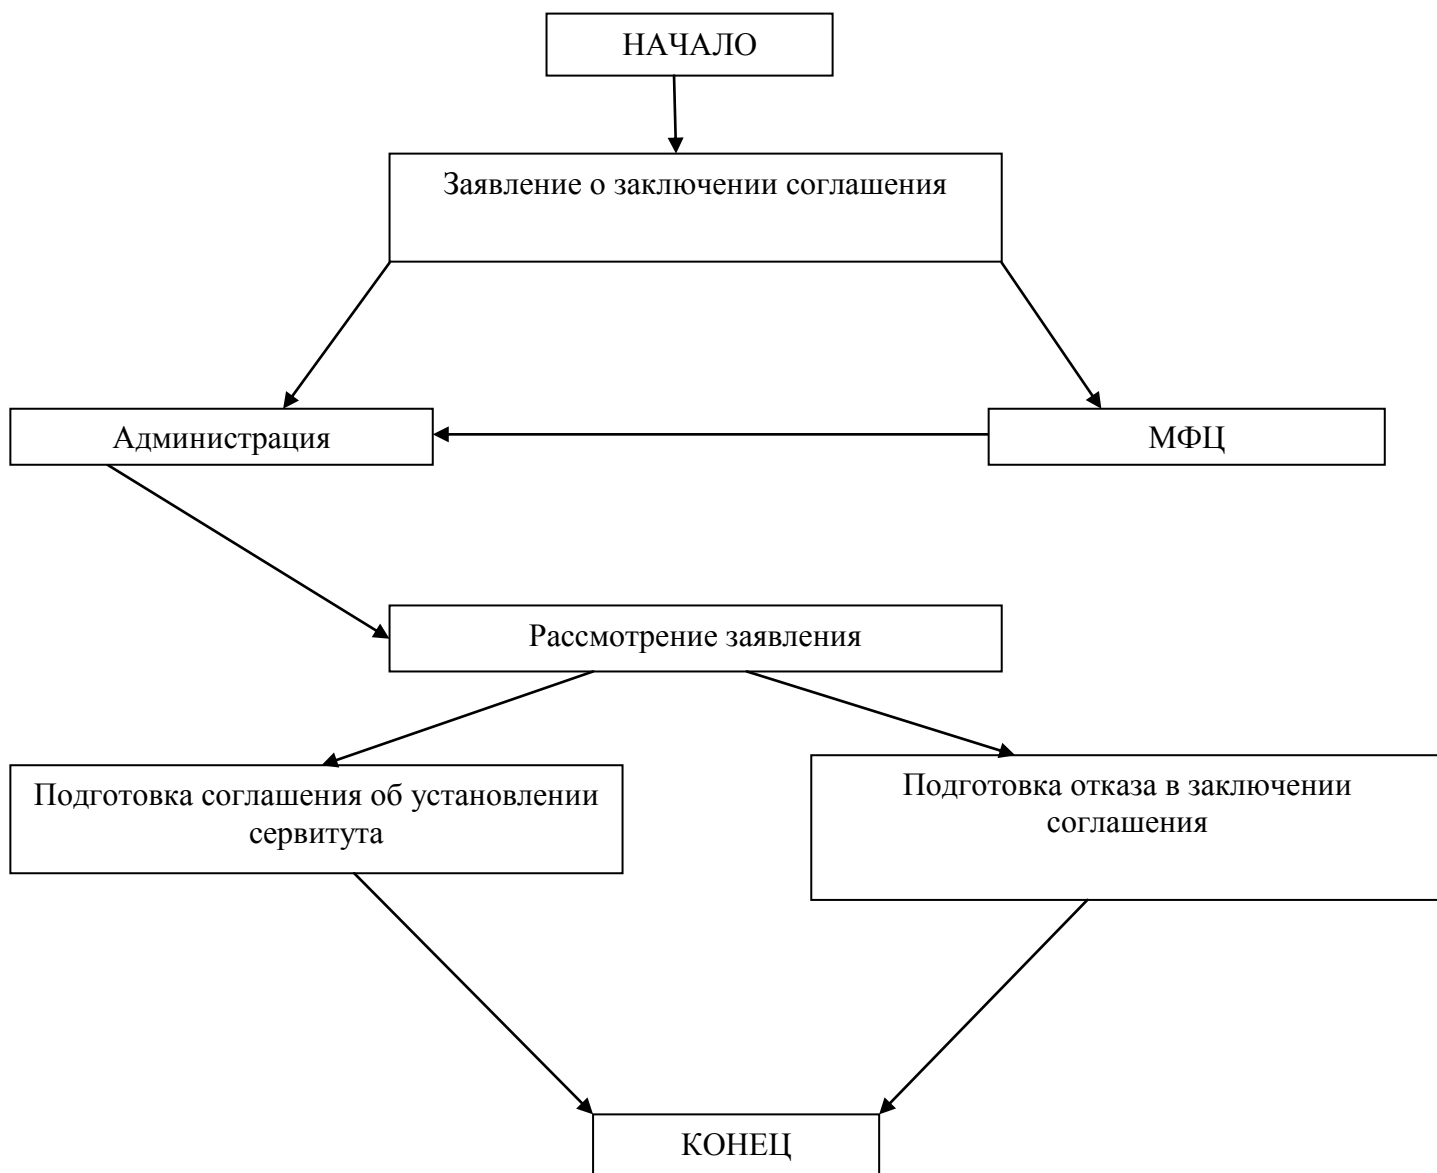 НАЧАЛО
Заявление о заключении соглашения
Администрация
МФЦ
Рассмотрение заявления
Подготовка соглашения об установлении
сервитута
Подготовка отказа в заключении
соглашения
КОНЕЦ